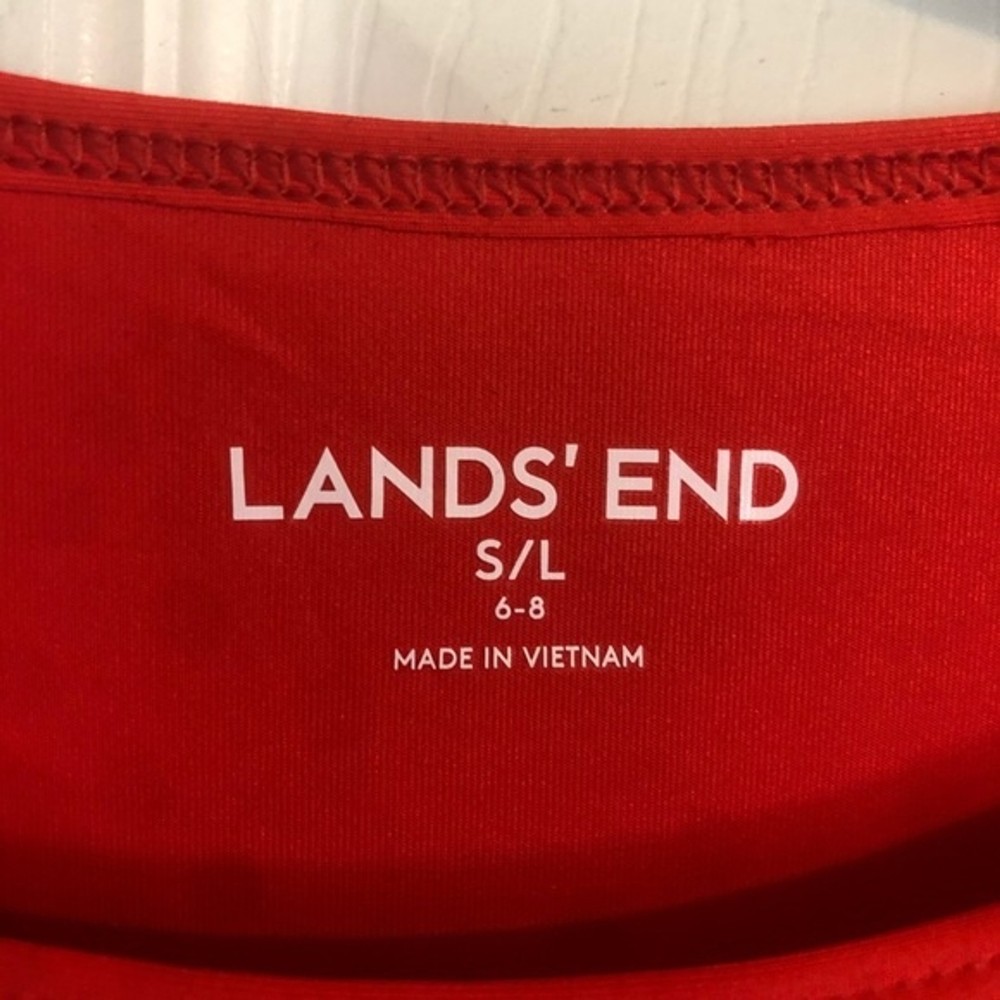 LANDS' END
S/L
6-8
MADE IN VIETNAM